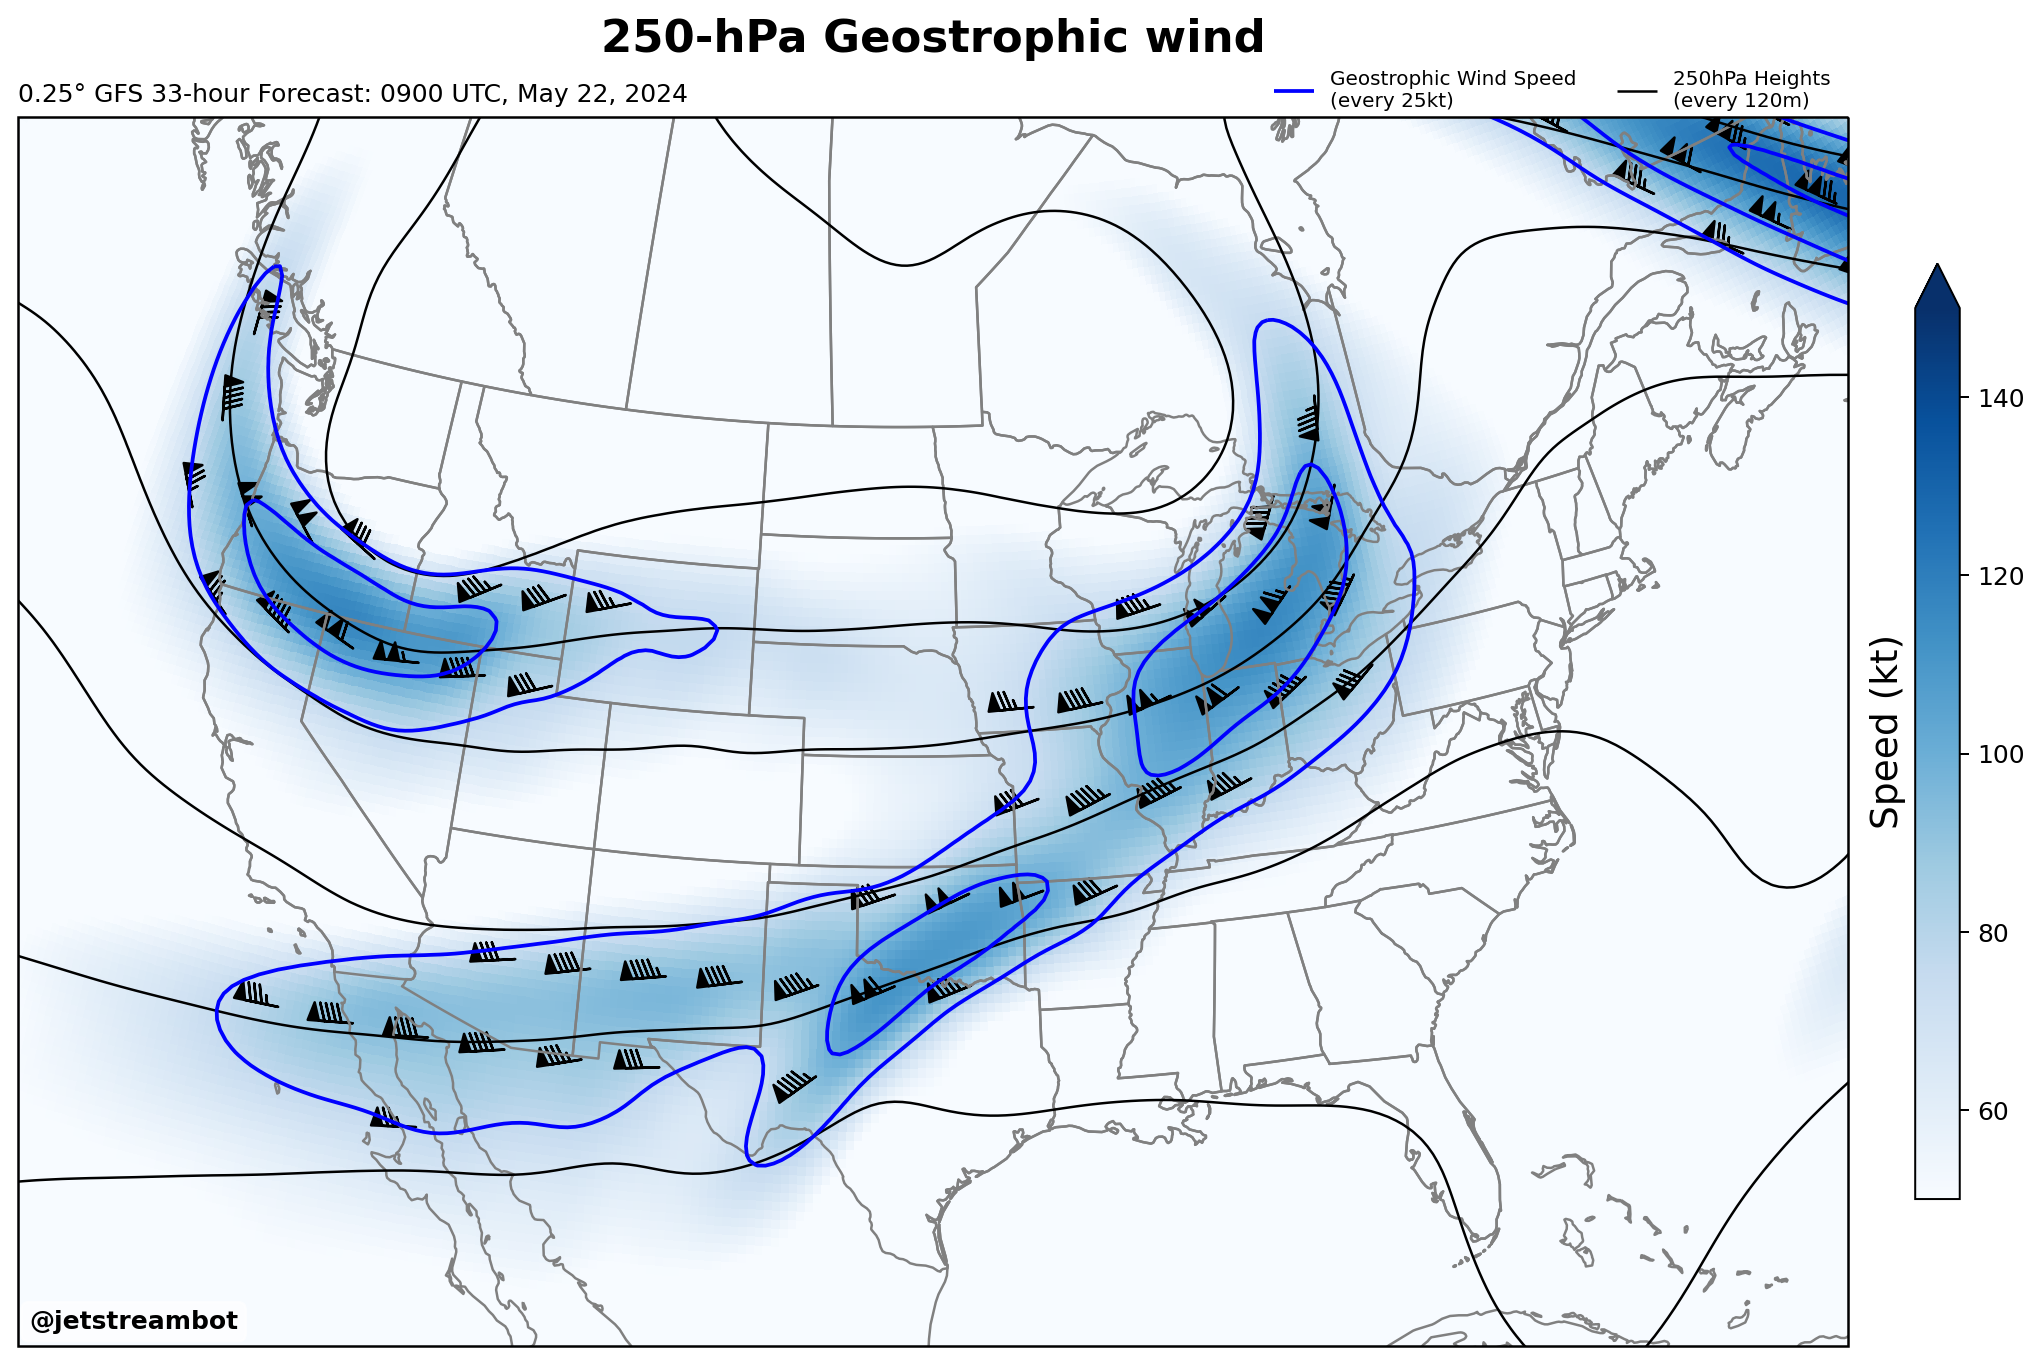 250-hPa Geostrophic wind
0.25° GFS 33-hour Forecast: 0900 UTC, May 22, 2024
Geostrophic Wind Speed
(every 25kt)
250hPa Heights
(every 120m)
140
120
100
80
60
Speed (kt)
@jetstreambot